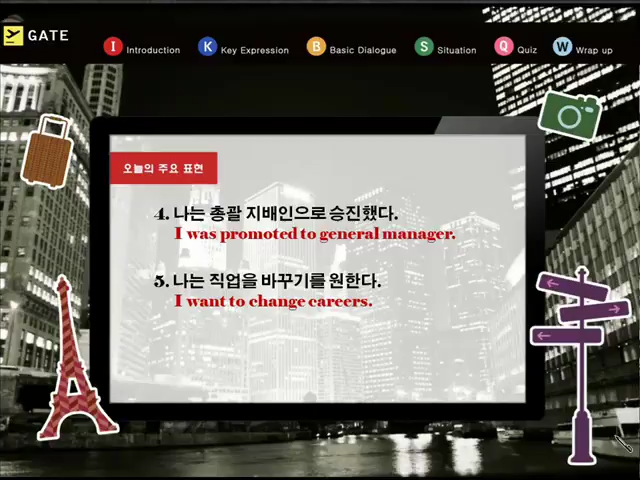 GATE
I Introduction
K Key Expression
B Basic Dialogue
S Situation
Q Quiz
W Wrap up
오늘의 주요 표현
4. 나는 총괄 지배인으로 승진했다.
I was promoted to general manager.
5. 나는 직업을 바꾸기를 원한다.
I want to change careers.